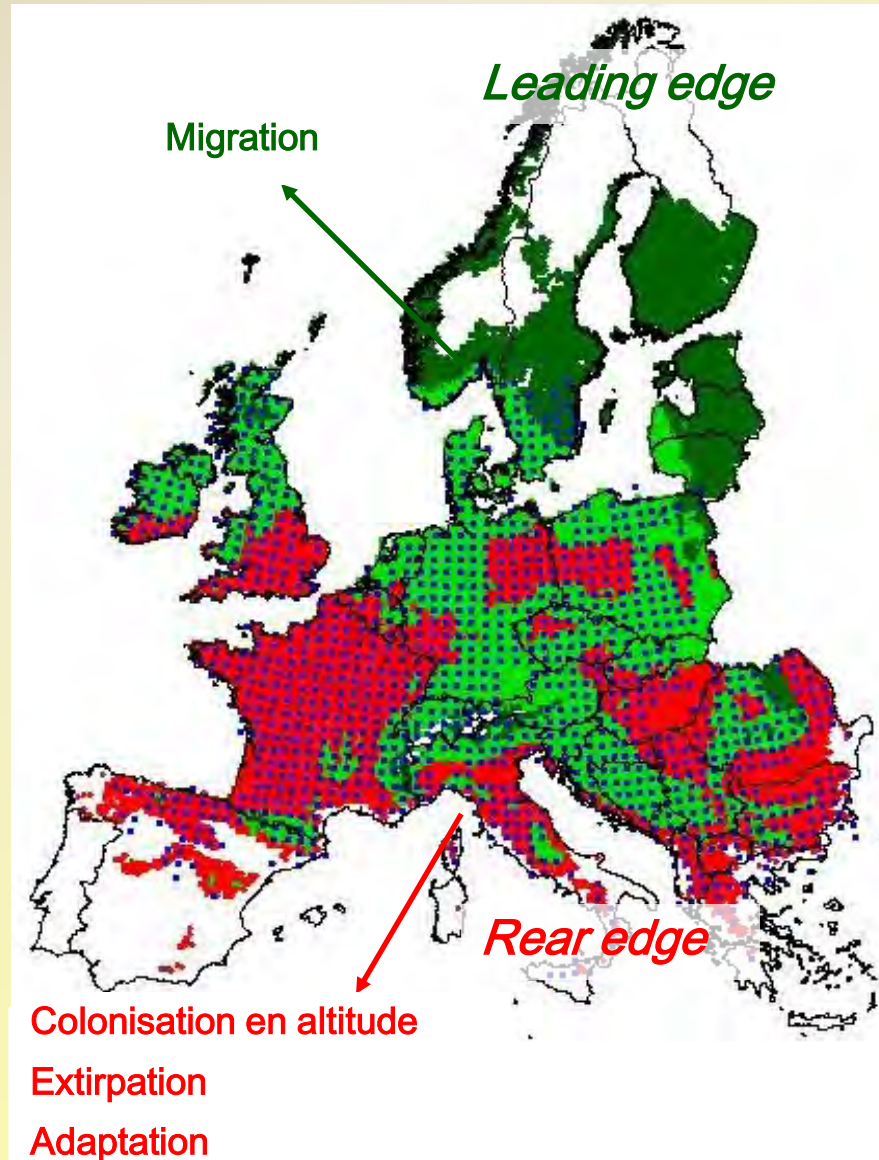 Leading edge
Migration
Rear edge
Colonisation en altitude
Extirpation
Adaptation